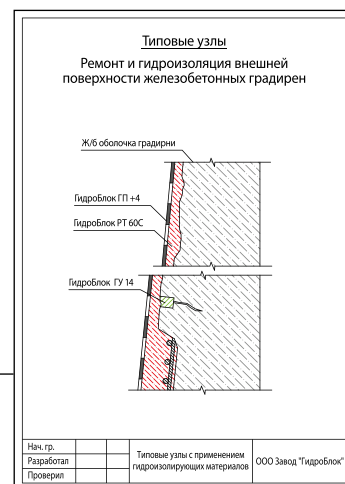 Типовые узлы
Ремонт и гидроизоляция внешней
поверхности железобетонных градирен
Ж/б оболочка градирни
ГидроБлок ГП +4
ГидроБлок РТ 60С
ГидроБлок ГУ 14
Нач. гр.
Разработал
Проверил
Типовые узлы с применением
гидроизолирующих материалов
ООО Завод "ГидроБлок"